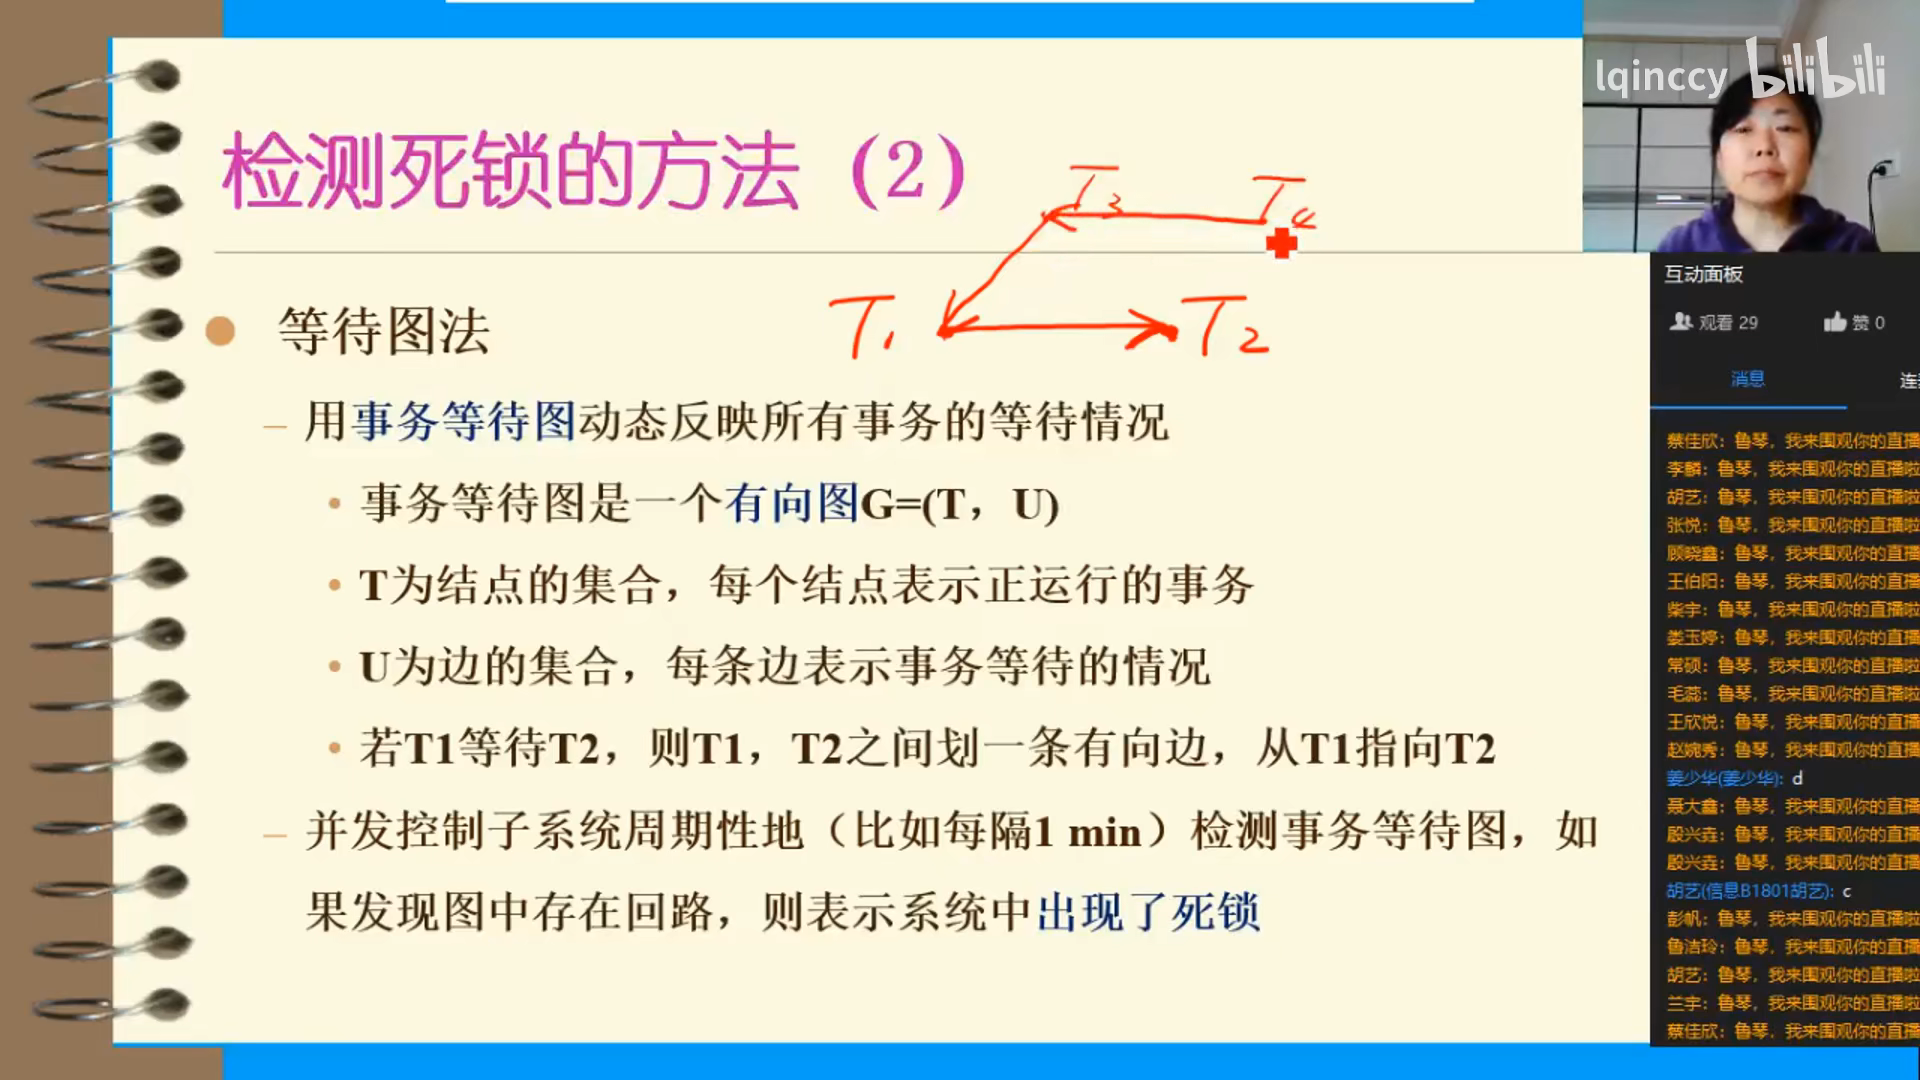 lqinccy bilibili
检测死锁的方法（2）
T3
T4
T1
T2
等待图法
– 用事务等待图动态反映所有事务的等待情况
• 事务等待图是一个有向图G=(T，U)
• T为结点的集合，每个结点表示正运行的事务
• U为边的集合，每条边表示事务等待的情况
• 若T1等待T2，则T1，T2之间划一条有向边，从T1指向T2
– 并发控制子系统周期性地（比如每隔1 min）检测事务等待图，如
果发现图中存在回路，则表示系统中出现了死锁
互动面板
观看 29
赞 0
消息
连
蔡佳欣: 鲁琴，我来围观你的直播啦
李麟: 鲁琴，我来围观你的直播啦
胡艺: 鲁琴，我来围观你的直播啦
张悦: 鲁琴，我来围观你的直播啦
顾晓鑫: 鲁琴，我来围观你的直播啦
王伯阳: 鲁琴，我来围观你的直播啦
柴宇: 鲁琴，我来围观你的直播啦
娄玉婷: 鲁琴，我来围观你的直播啦
常硕: 鲁琴，我来围观你的直播啦
毛蕊: 鲁琴，我来围观你的直播啦
王欣悦: 鲁琴，我来围观你的直播啦
赵婉秀: 鲁琴，我来围观你的直播啦
姜少华(姜少华): d
聂大鑫: 鲁琴，我来围观你的直播啦
殷兴垚: 鲁琴，我来围观你的直播啦
殷兴垚: 鲁琴，我来围观你的直播啦
胡艺(信息B1801胡艺): c
彭帆: 鲁琴，我来围观你的直播啦
鲁洁玲: 鲁琴，我来围观你的直播啦
胡艺: 鲁琴，我来围观你的直播啦
兰宇: 鲁琴，我来围观你的直播啦
蔡佳欣: 鲁琴，我来围观你的直播啦